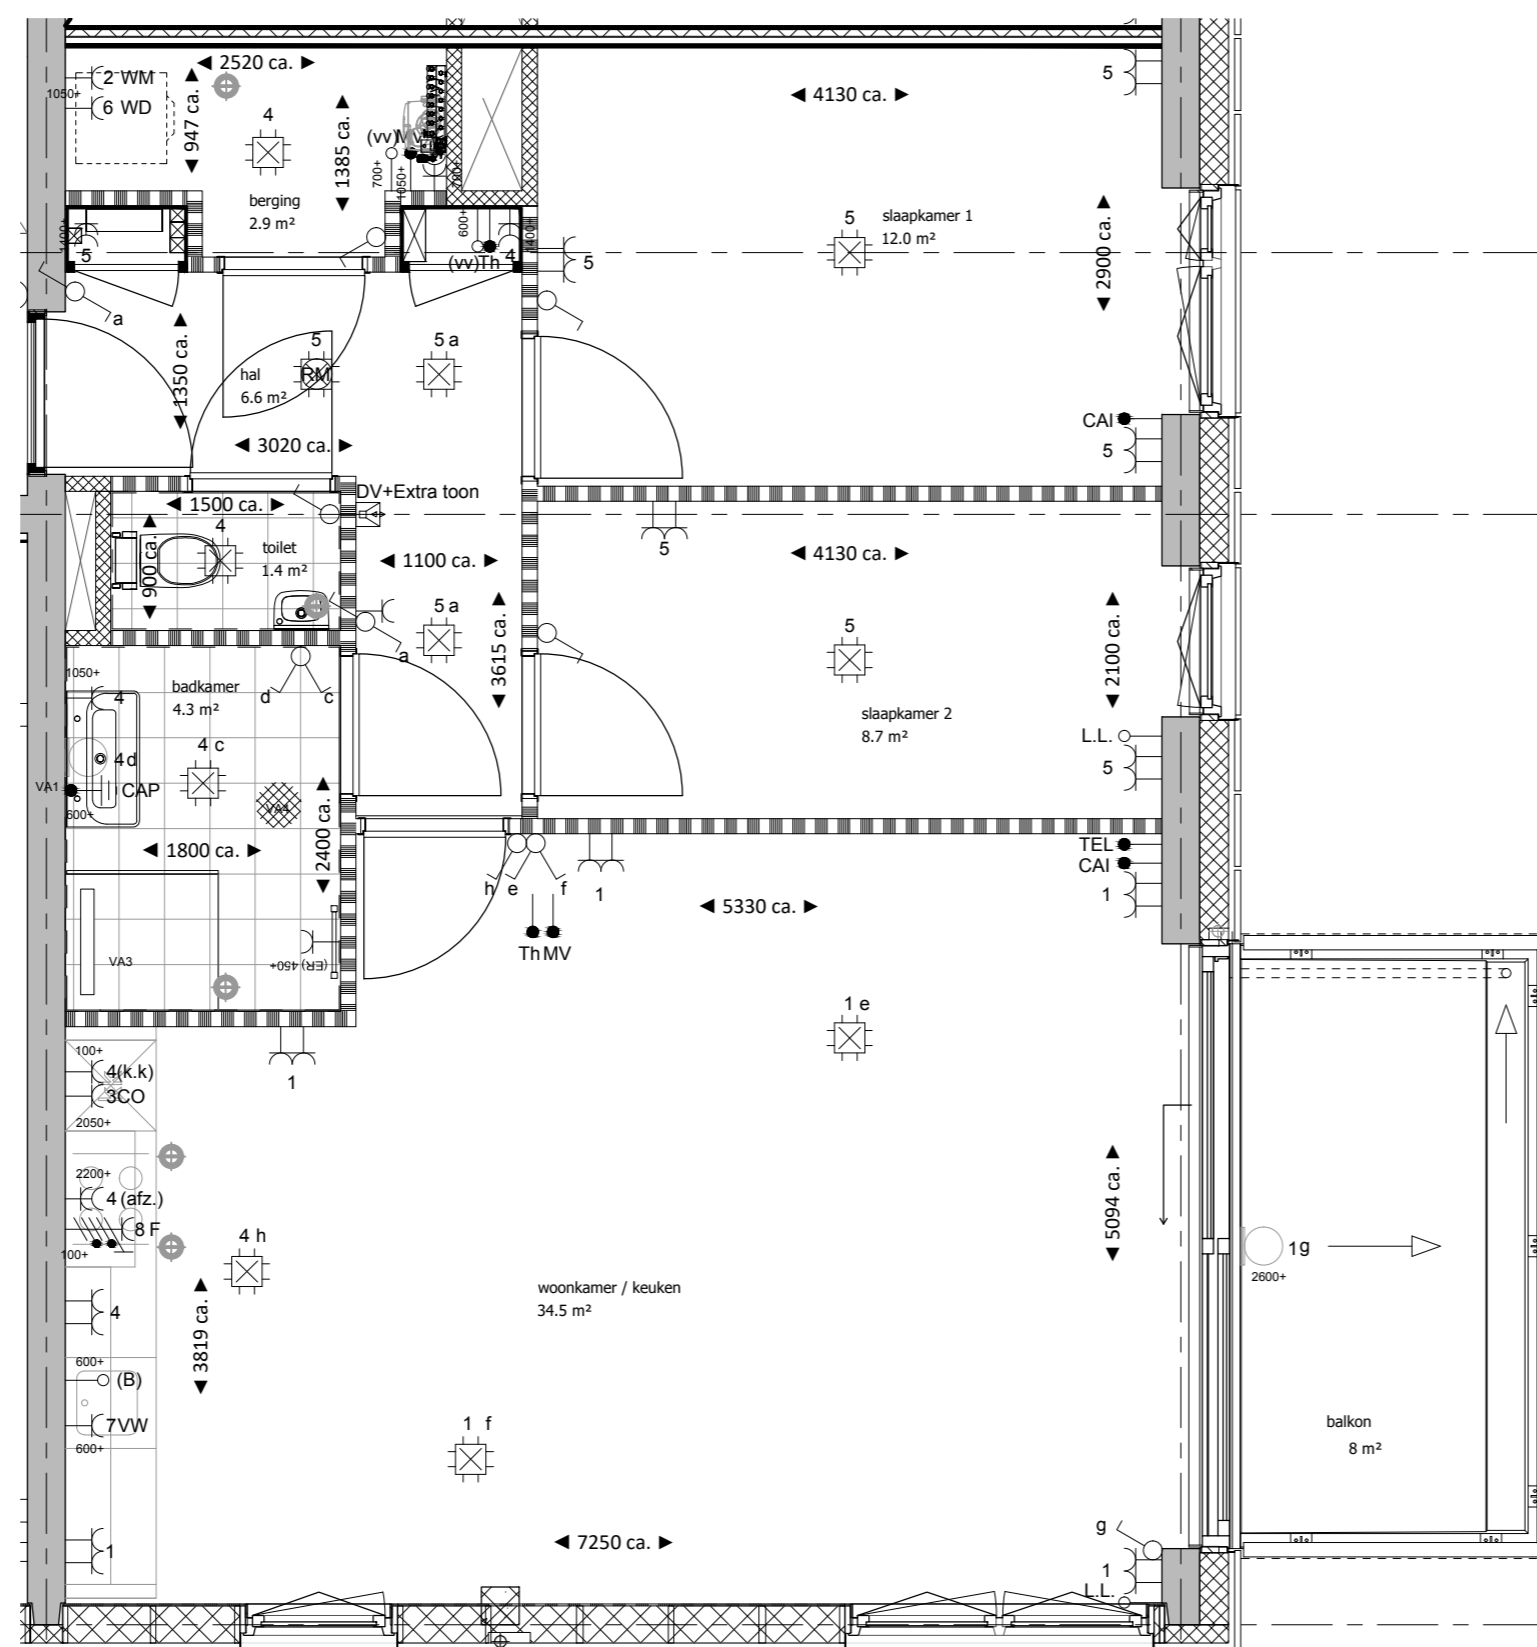 ◄ 2520 ca. ►
2 WM
1050+
6 WD
◄ 947 ca. ►
4
◄ 1385 ca. ►
700+
1050+
berging
2.9 m²
◄ 4130 ca. ►
5
5
slaapkamer 1
12.0 m²
◄ 2900 ca. ►
1400+
5
600+
(vv)Th
4
1400+
5
a
◄ 1350 ca. ►
5
RM
hal
6.6 m²
5 a
◄ 3020 ca. ►
CAI
5
DV+Extra toon
◄ 1500 ca. ►
4
◄ 900 ca. ►
toilet
1.4 m²
◄ 1100 ca. ►
5
◄ 4130 ca. ►
5 a
a
◄ 3615 ca. ►
5
◄ 2100 ca. ►
slaapkamer 2
8.7 m²
L.L.
5
1050+
4
badkamer
4.3 m²
d
c
4 c
4 d
VA1
CAP
600+
VA4
◄ 1800 ca. ►
◄ 2400 ca. ►
VA3
(ER) 450+
h
e
f
1
Th
MV
TEL
CAI
1
◄ 5330 ca. ►
1 e
1
100+
4(k.k)
3CO
2050+
2200+
4 (afz.)
8 F
100+
4 h
◄ 5094 ca. ►
1g
2600+
4
◄ 3819 ca. ►
woonkamer / keuken
34.5 m²
600+
(B)
7VW
600+
1 f
balkon
8 m²
1
◄ 7250 ca. ►
g
1
L.L.